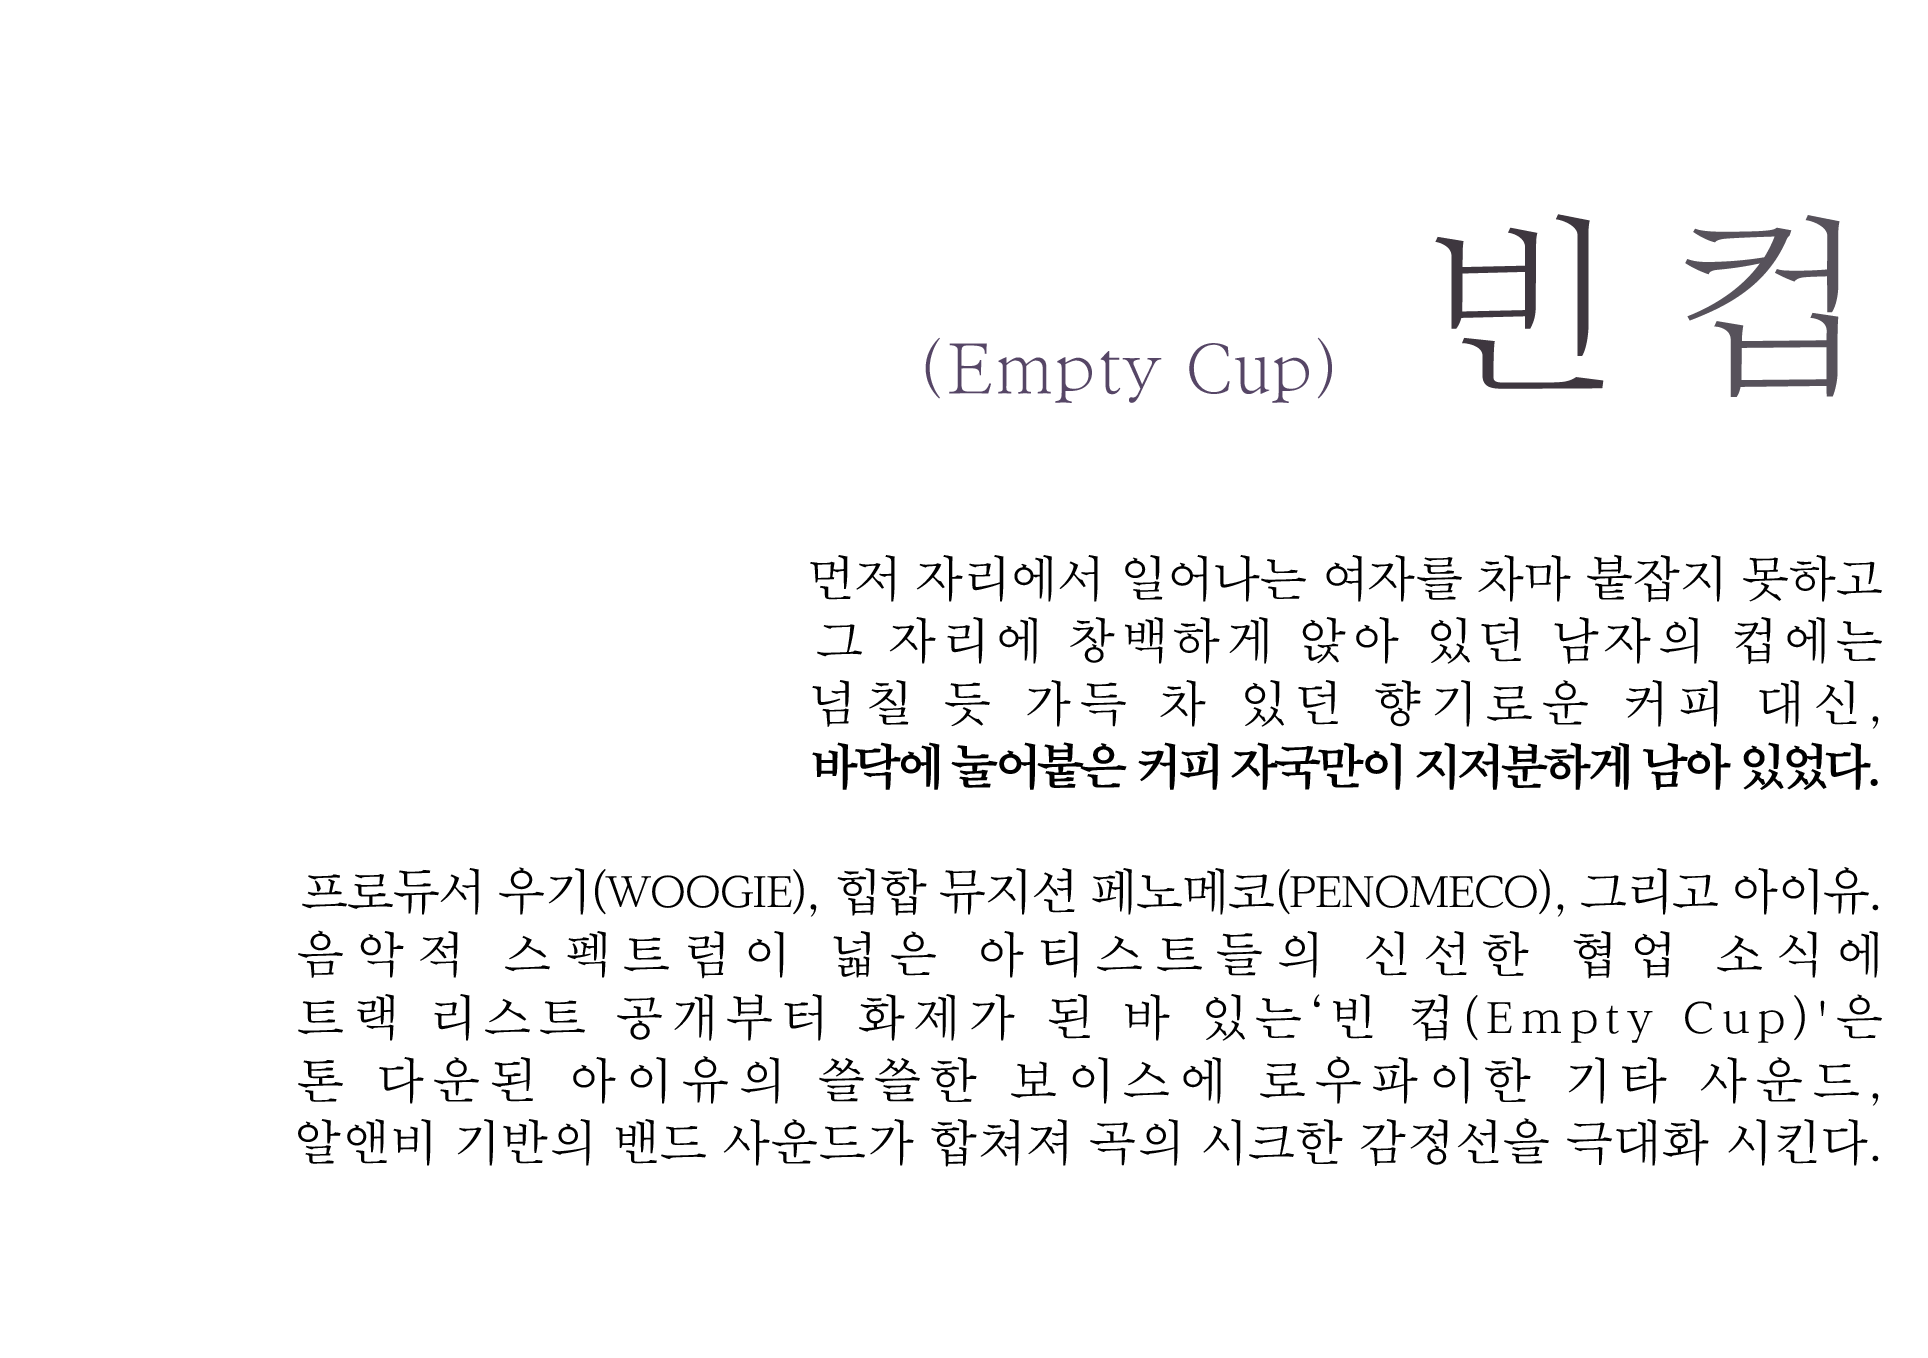 빈 컵
(Empty Cup)
먼저 자리에서 일어나는 여자를 차마 붙잡지 못하고
그 자리에 창백하게 앉아 있던 남자의 컵에는
넘칠 듯 가득 차 있던 향기로운 커피 대신,
바닥에 눌어붙은 커피 자국만이 지저분하게 남아 있었다.
프로듀서 우기(WOOGIE), 힙합 뮤지션 페노메코(PENOMECO), 그리고 아이유.
음악적 스펙트럼이 넓은 아티스트들의 신선한 협업 소식에
트랙 리스트 공개부터 화제가 된 바 있는‘빈 컵(Empty Cup)'은
톤 다운된 아이유의 쓸쓸한 보이스에 로우파이한 기타 사운드,
알앤비 기반의 밴드 사운드가 합쳐져 곡의 시크한 감정선을 극대화 시킨다.